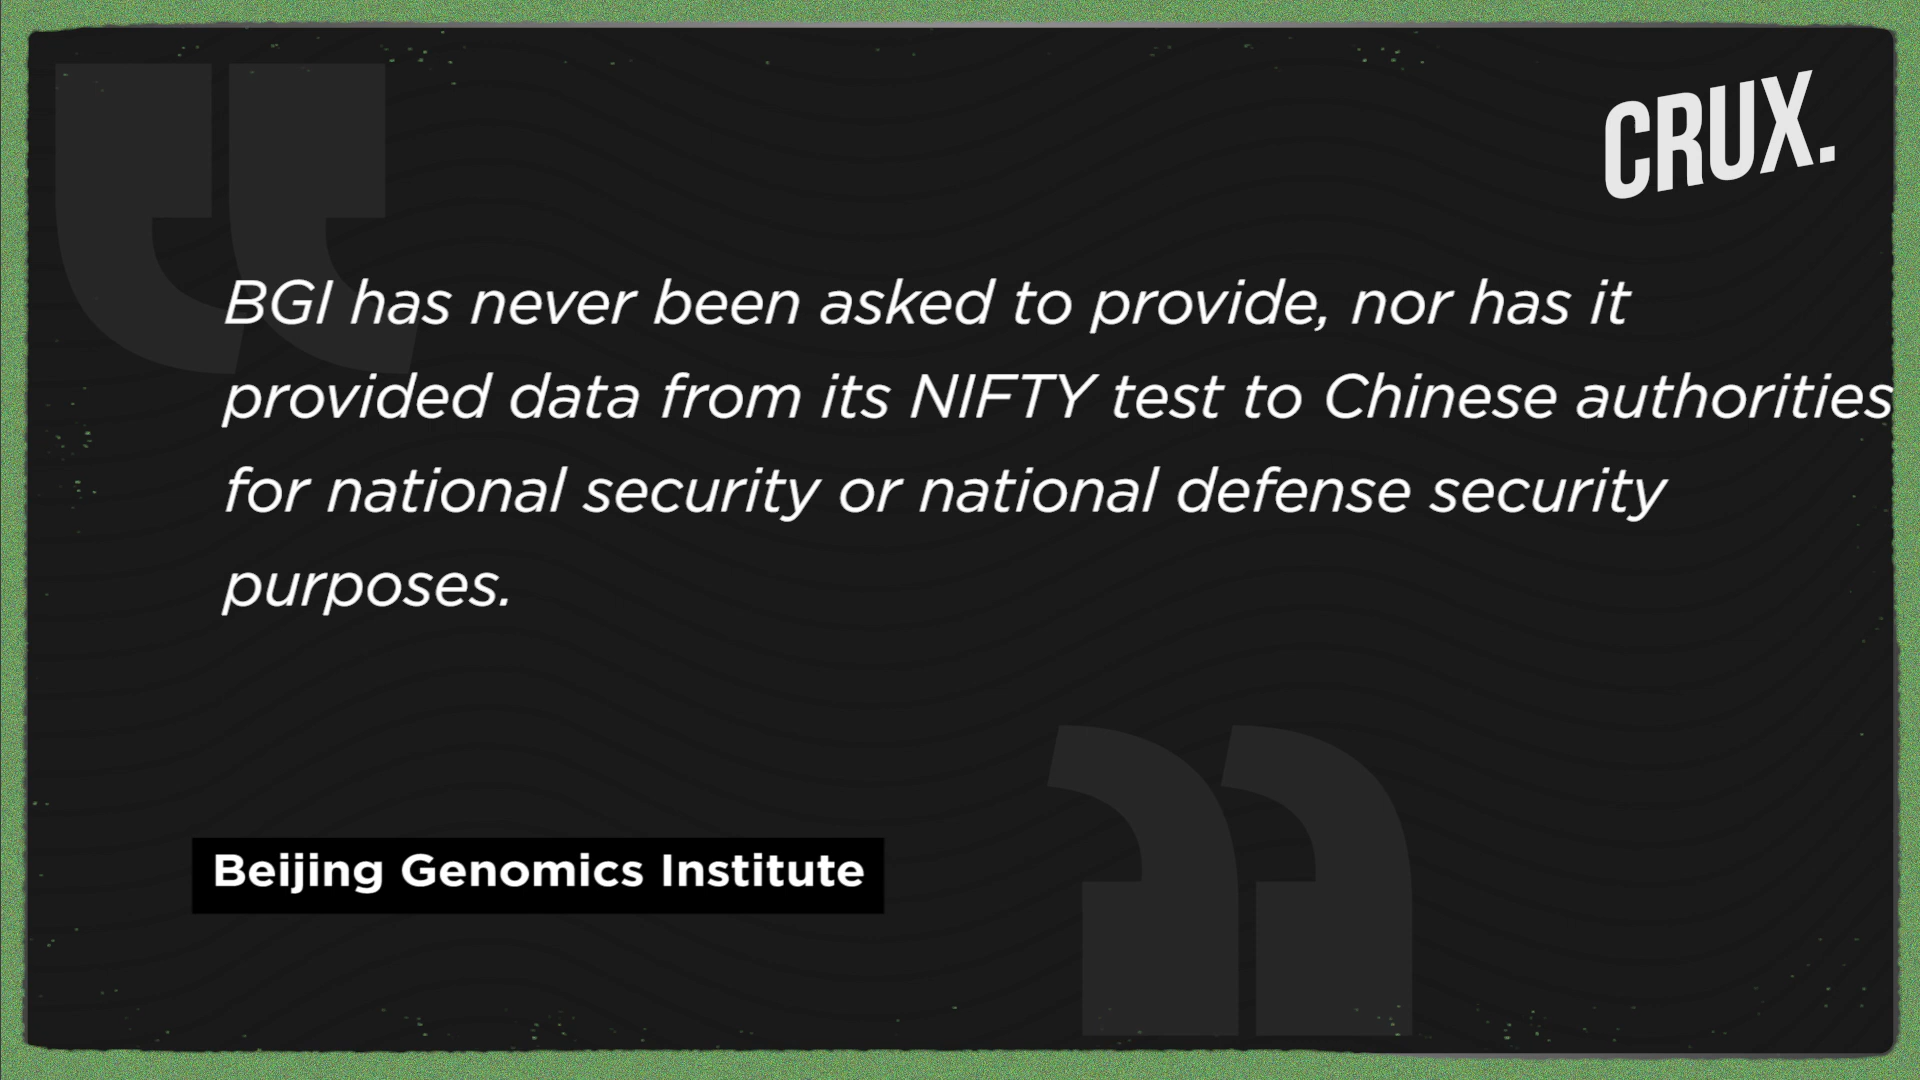 CRUX.
BGI has never been asked to provide, nor has it
provided data from its NIFTY test to Chinese authorities
for national security or national defense security
purposes.
Beijing Genomics Institute